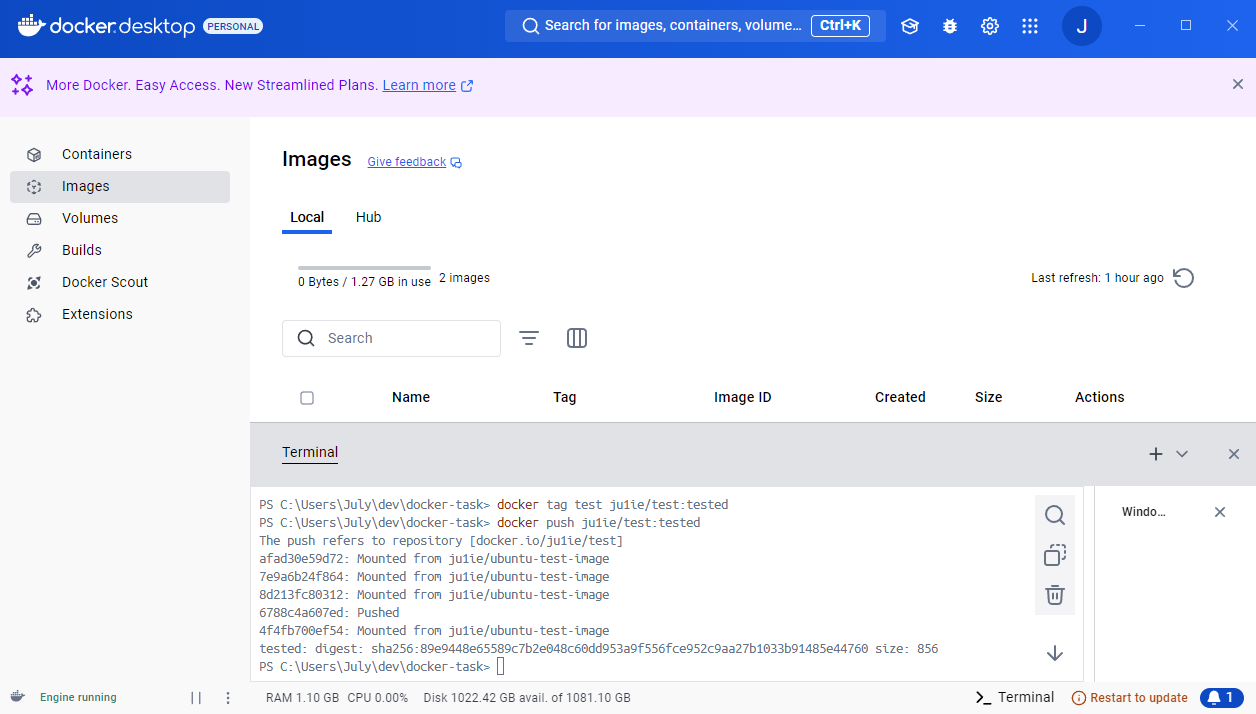 docker.desktop PERSONAL
Search for images, containers, volume... Ctrl+K
J
More Docker. Easy Access. New Streamlined Plans. Learn more
Containers
Images
Volumes
Builds
Docker Scout
Extensions
Images Give feedback
Local Hub
0 Bytes / 1.27 GB in use 2 images
Last refresh: 1 hour ago
Search
Name Tag Image ID Created Size Actions
Terminal
PS C:\Users\July\dev\docker-task> docker tag test ju1ie/test:tested
PS C:\Users\July\dev\docker-task> docker push ju1ie/test:tested
The push refers to repository [docker.io/ju1ie/test]
afad30e59d72: Mounted from ju1ie/ubuntu-test-image
7e9a6b24f864: Mounted from ju1ie/ubuntu-test-image
8d213fc80312: Mounted from ju1ie/ubuntu-test-image
6788c4a607ed: Pushed
4f4fb700ef54: Mounted from ju1ie/ubuntu-test-image
tested: digest: sha256:89e9448e65589c7b2e048c60dd953a9f556fce952c9aa27b1033b91485e44760 size: 856
PS C:\Users\July\dev\docker-task>
Windo...
Engine running
RAM 1.10 GB CPU 0.00% Disk 1022.42 GB avail. of 1081.10 GB
Terminal
Restart to update
1